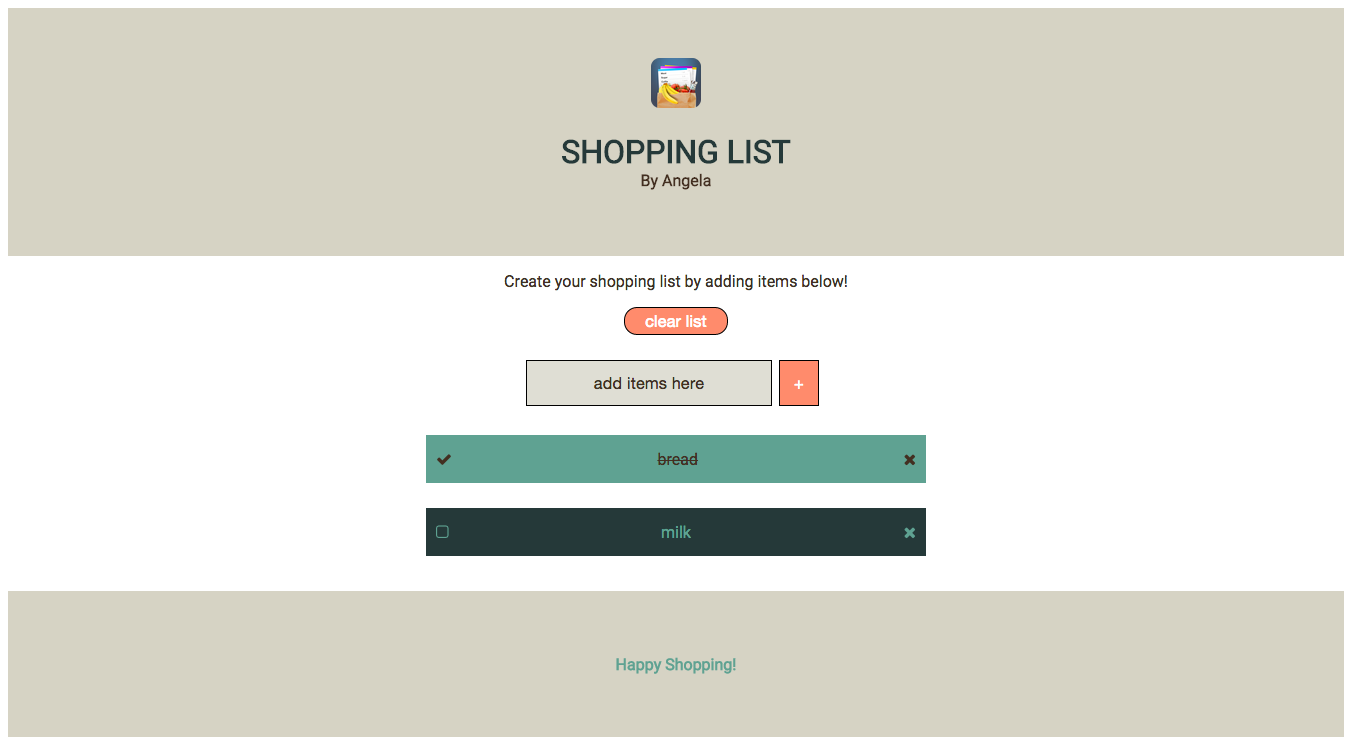 SHOPPING LIST
By Angela
Create your shopping list by adding items below!
clear list
add items here
+
bread
milk
Happy Shopping!